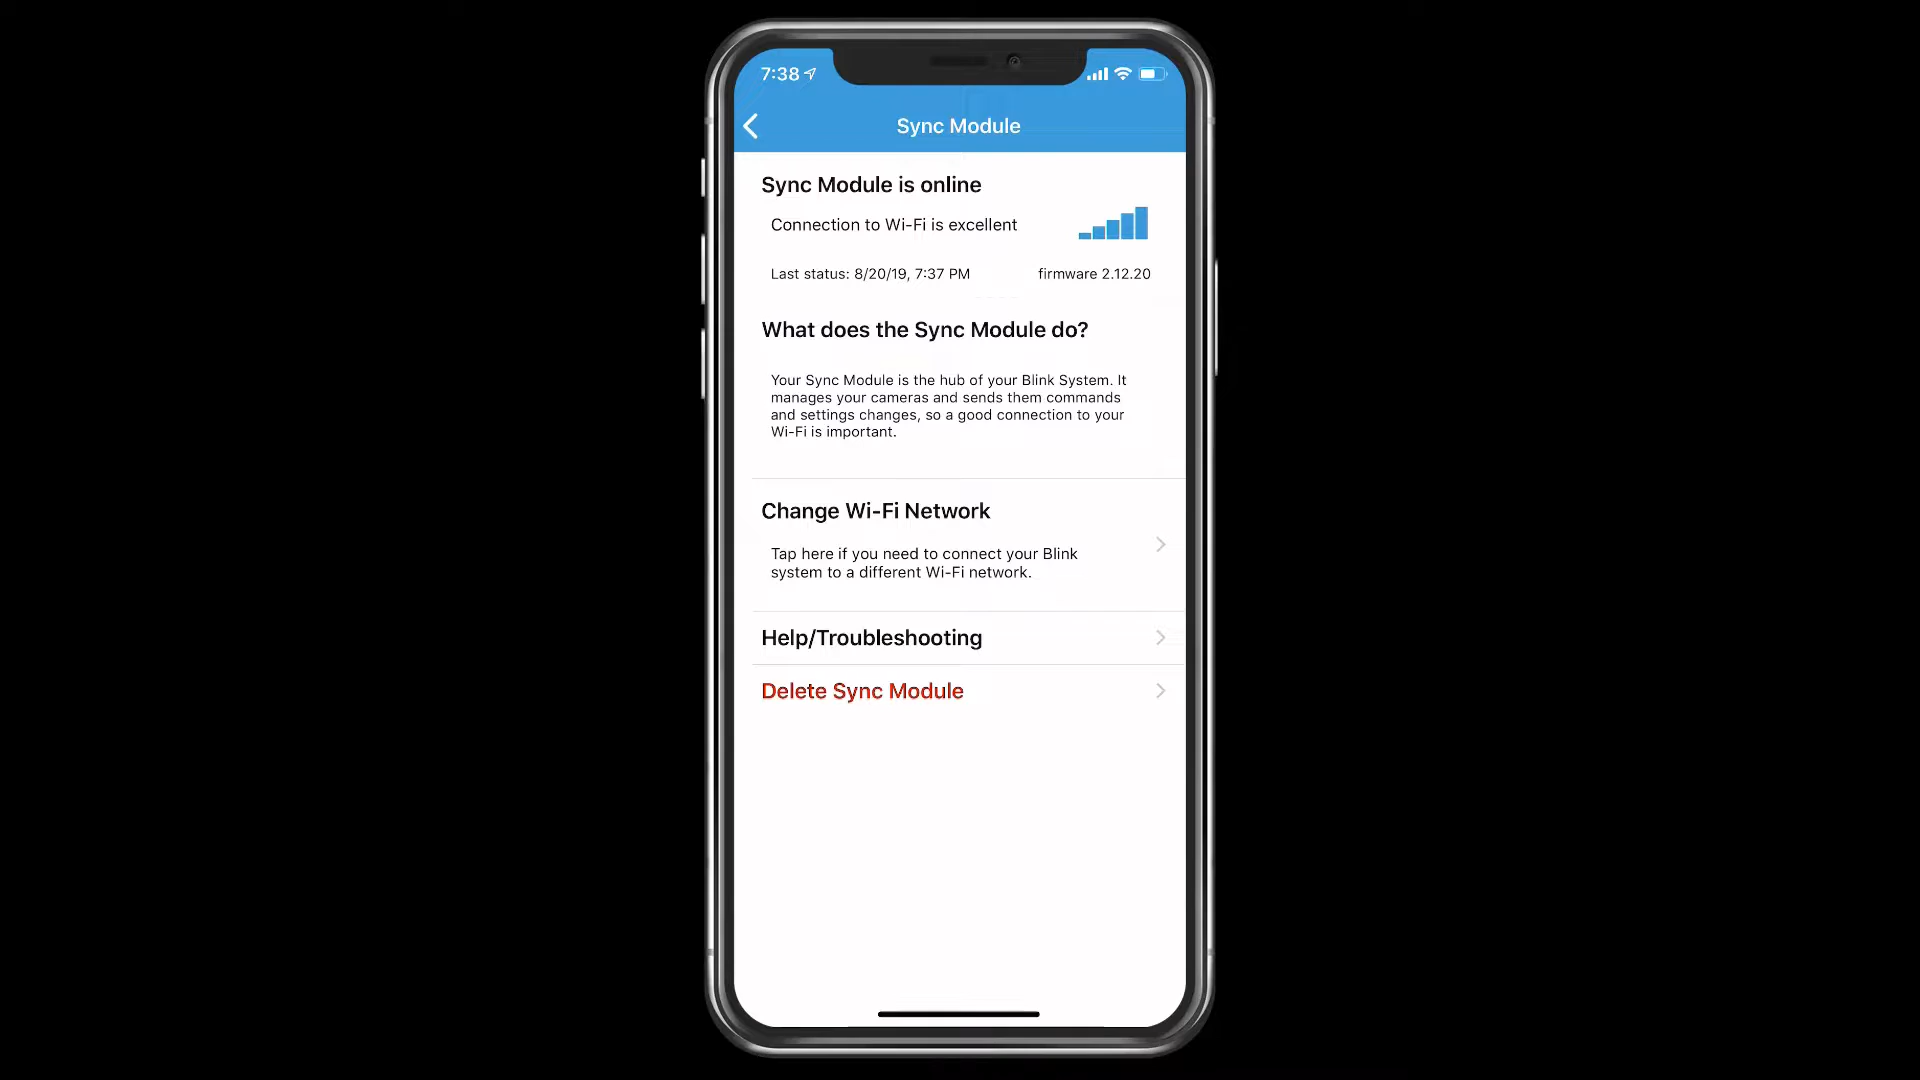 7:38
Sync Module
Sync Module is online
Connection to Wi-Fi is excellent
Last status: 8/20/19, 7:37 PM firmware 2.12.20
What does the Sync Module do?
Your Sync Module is the hub of your Blink System. It
manages your cameras and sends them commands
and settings changes, so a good connection to your
Wi-Fi is important.
Change Wi-Fi Network
Tap here if you need to connect your Blink
system to a different Wi-Fi network.
Help/Troubleshooting
Delete Sync Module